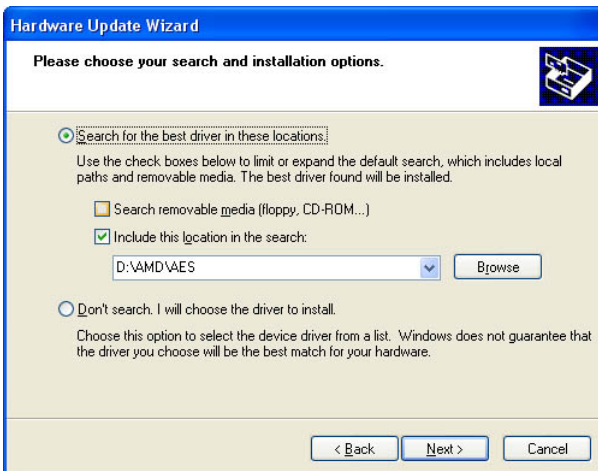 Hardware Update Wizard
Please choose your search and installation options.
Search for the best driver in these locations.
Use the check boxes below to limit or expand the default search, which includes local
paths and removable media. The best driver found will be installed.
Search removable media (floppy, CD-ROM...)
Include this location in the search:
D:\AMD\AES
Browse
Don't search. I will choose the driver to install.
Choose this option to select the device driver from a list. Windows does not guarantee that
the driver you choose will be the best match for your hardware.
< Back
Next >
Cancel